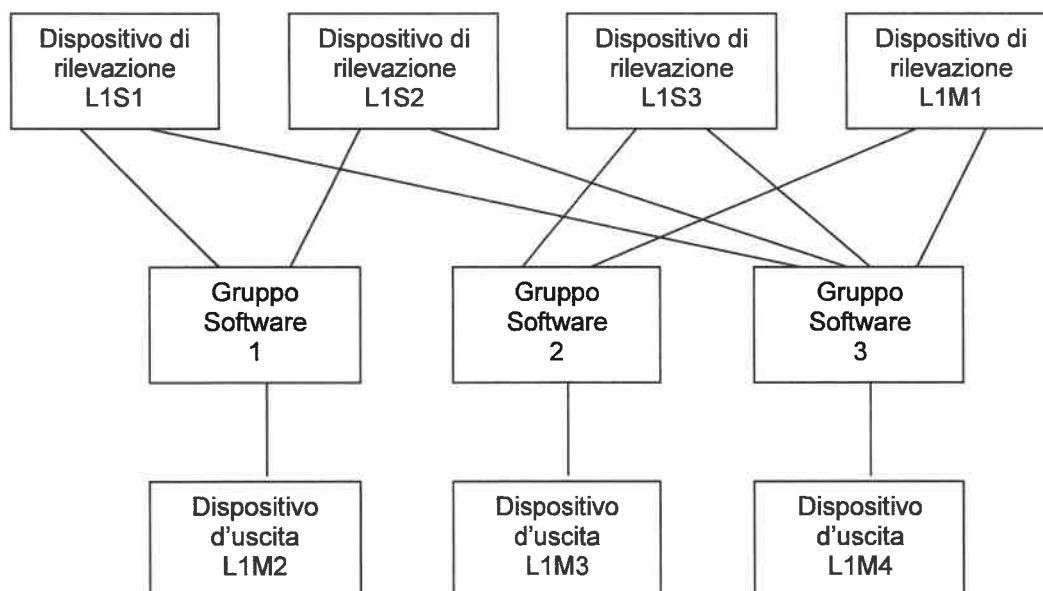 Dispositivo di
rilevazione
L1S1
Dispositivo di
rilevazione
L1S2
Dispositivo di
rilevazione
L1S3
Dispositivo di
rilevazione
L1M1
Gruppo
Software
1
Gruppo
Software
2
Gruppo
Software
3
Dispositivo
d'uscita
L1M2
Dispositivo
d'uscita
L1M3
Dispositivo
d'uscita
L1M4